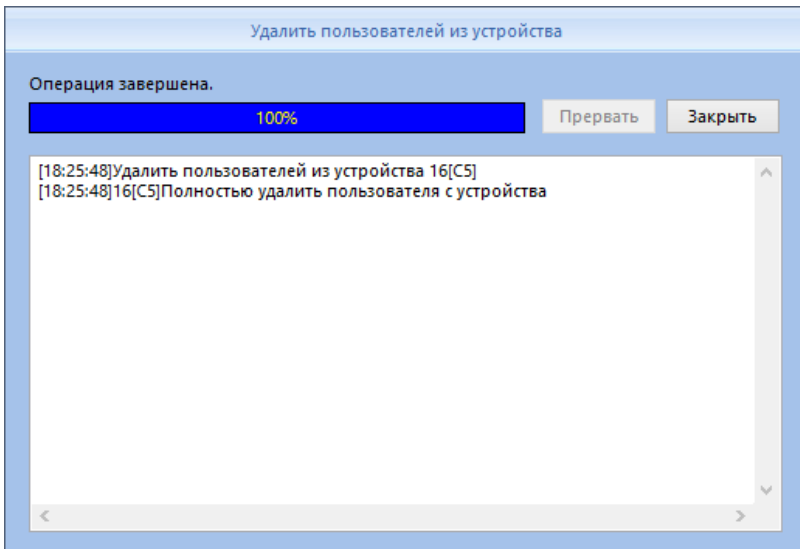 Удалить пользователей из устройства
Операция завершена.
100%
Прервать
Закрыть
[18:25:48]Удалить пользователей из устройства 16[C5]
[18:25:48]16[C5]Полностью удалить пользователя с устройства